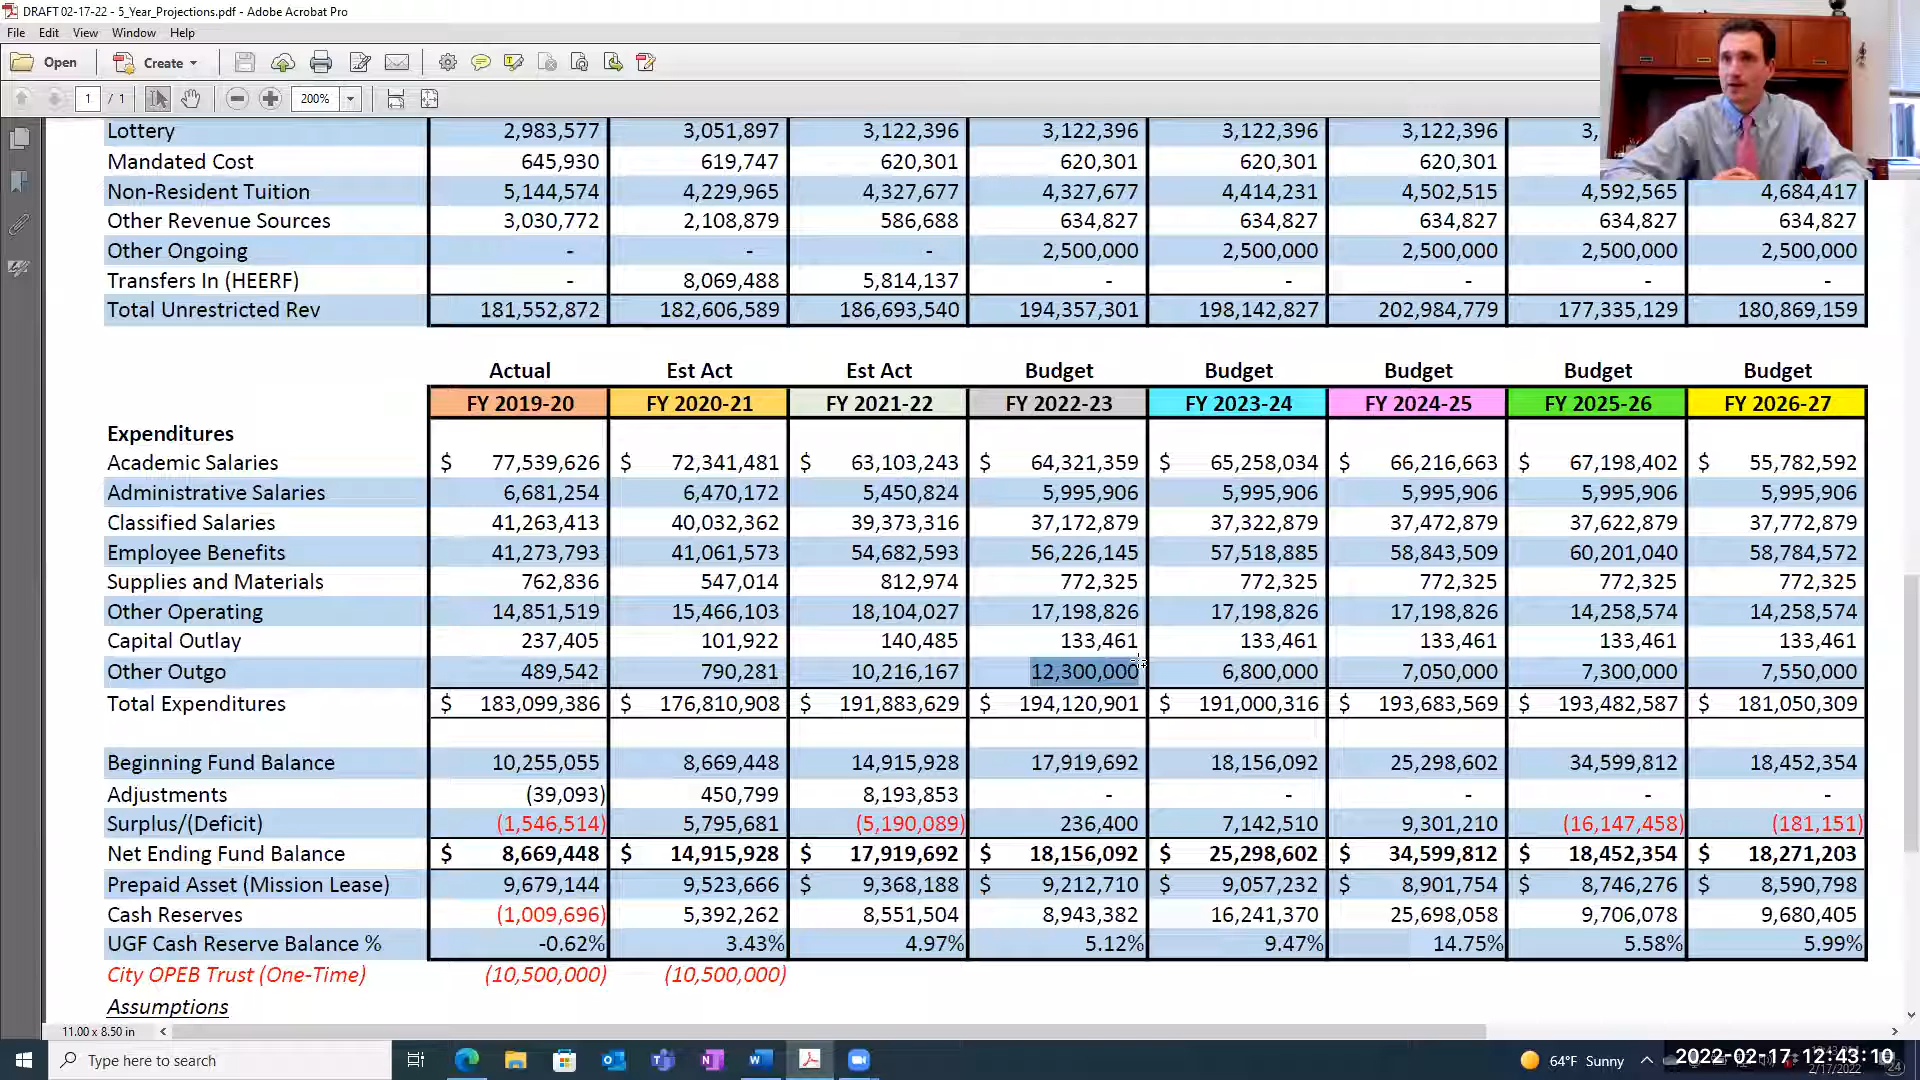 DRAFT 02-17-22 - 5_Year_Projections.pdf - Adobe Acrobat Pro
File Edit View Window Help
Open Create
1 / 1 200%
Lottery 2,983,577 3,051,897 3,122,396 3,122,396 3,122,396 3,122,396 3,
Mandated Cost 645,930 619,747 620,301 620,301 620,301 620,301
Non-Resident Tuition 5,144,574 4,229,965 4,327,677 4,327,677 4,414,231 4,502,515 4,592,565 4,684,417
Other Revenue Sources 3,030,772 2,108,879 586,688 634,827 634,827 634,827 634,827 634,827
Other Ongoing - - - 2,500,000 2,500,000 2,500,000 2,500,000 2,500,000
Transfers In (HEERF) - 8,069,488 5,814,137 - - - - -
Total Unrestricted Rev 181,552,872 182,606,589 186,693,540 194,357,301 198,142,827 202,984,779 177,335,129 180,869,159
Actual Est Act Est Act Budget Budget Budget Budget Budget
FY 2019-20 FY 2020-21 FY 2021-22 FY 2022-23 FY 2023-24 FY 2024-25 FY 2025-26 FY 2026-27
Expenditures
Academic Salaries $ 77,539,626 $ 72,341,481 $ 63,103,243 $ 64,321,359 $ 65,258,034 $ 66,216,663 $ 67,198,402 $ 55,782,592
Administrative Salaries 6,681,254 6,470,172 5,450,824 5,995,906 5,995,906 5,995,906 5,995,906 5,995,906
Classified Salaries 41,263,413 40,032,362 39,373,316 37,172,879 37,322,879 37,472,879 37,622,879 37,772,879
Employee Benefits 41,273,793 41,061,573 54,682,593 56,226,145 57,518,885 58,843,509 60,201,040 58,784,572
Supplies and Materials 762,836 547,014 812,974 772,325 772,325 772,325 772,325 772,325
Other Operating 14,851,519 15,466,103 18,104,027 17,198,826 17,198,826 17,198,826 14,258,574 14,258,574
Capital Outlay 237,405 101,922 140,485 133,461 133,461 133,461 133,461 133,461
Other Outgo 489,542 790,281 10,216,167 12,300,000 6,800,000 7,050,000 7,300,000 7,550,000
Total Expenditures $ 183,099,386 $ 176,810,908 $ 191,883,629 $ 194,120,901 $ 191,000,316 $ 193,683,569 $ 193,482,587 $ 181,050,309
Beginning Fund Balance 10,255,055 8,669,448 14,915,928 17,919,692 18,156,092 25,298,602 34,599,812 18,452,354
Adjustments (39,093) 450,799 8,193,853 - - - - -
Surplus/(Deficit) (1,546,514) 5,795,681 (5,190,089) 236,400 7,142,510 9,301,210 (16,147,458) (181,151)
Net Ending Fund Balance $ 8,669,448 $ 14,915,928 $ 17,919,692 $ 18,156,092 $ 25,298,602 $ 34,599,812 $ 18,452,354 $ 18,271,203
Prepaid Asset (Mission Lease) 9,679,144 9,523,666 $ 9,368,188 $ 9,212,710 $ 9,057,232 $ 8,901,754 $ 8,746,276 $ 8,590,798
Cash Reserves (1,009,696) 5,392,262 8,551,504 8,943,382 16,241,370 25,698,058 9,706,078 9,680,405
UGF Cash Reserve Balance % -0.62% 3.43% 4.97% 5.12% 9.47% 14.75% 5.58% 5.99%
City OPEB Trust (One-Time) (10,500,000) (10,500,000)
Assumptions
11.00 x 8.50 in
Type here to search 64°F Sunny 2022-02-17 12:43:10
2/17/2022
24